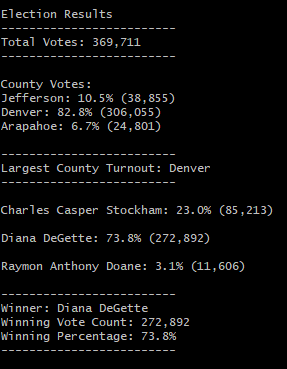 Election Results
-------------------------
Total Votes: 369,711
-------------------------
County Votes:
Jefferson: 10.5% (38,855)
Denver: 82.8% (306,055)
Arapahoe: 6.7% (24,801)
-------------------------
Largest County Turnout: Denver
-------------------------
Charles Casper Stockham: 23.0% (85,213)
Diana DeGette: 73.8% (272,892)
Raymon Anthony Doane: 3.1% (11,606)
-------------------------
Winner: Diana DeGette
Winning Vote Count: 272,892
Winning Percentage: 73.8%
-------------------------